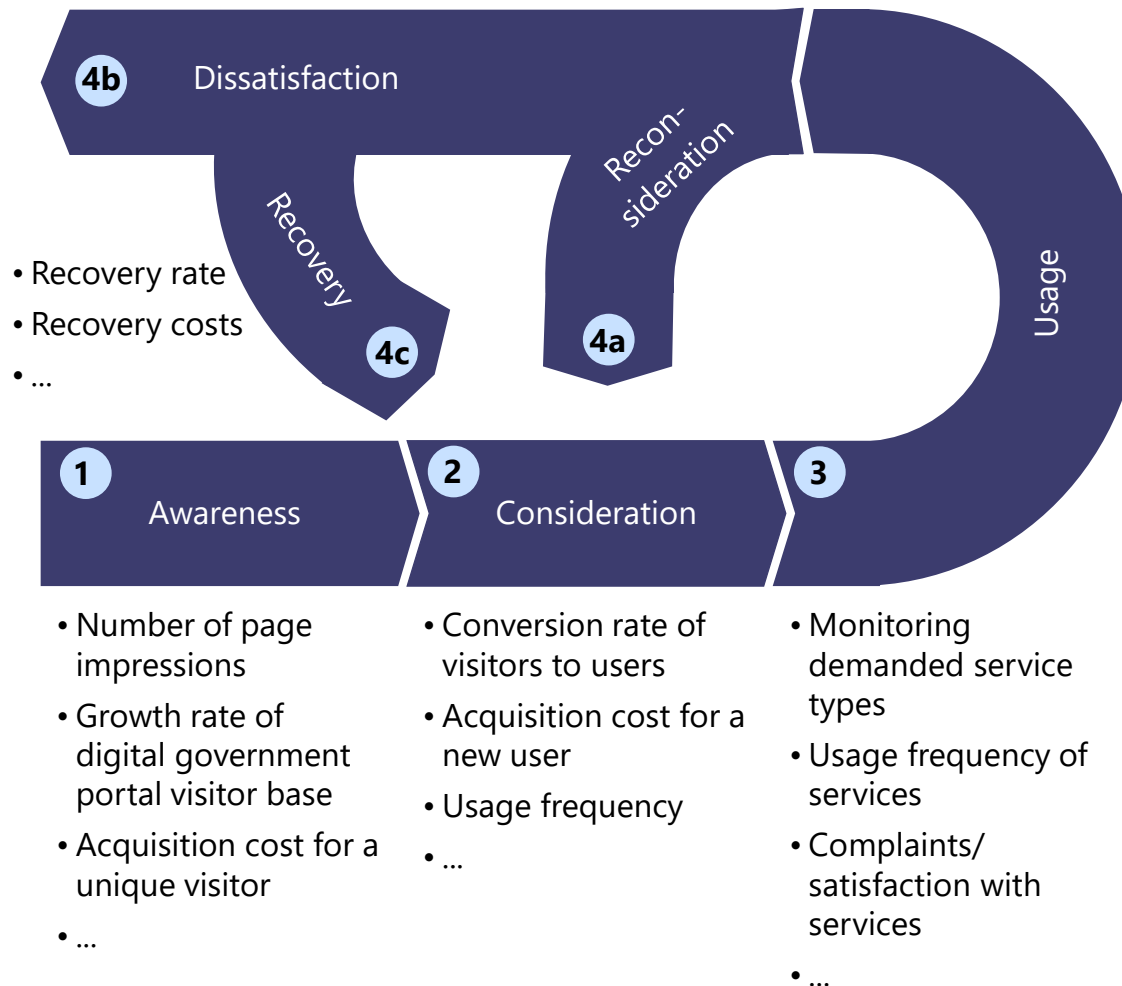 4b
Dissatisfaction
Recon-
sideration
Recovery
Usage
• Recovery rate
• Recovery costs
• ...
4c
4a
1
Awareness
2
Consideration
3
• Number of page
impressions
• Growth rate of
digital government
portal visitor base
• Acquisition cost for a
unique visitor
• ...
• Conversion rate of
visitors to users
• Acquisition cost for a
new user
• Usage frequency
• ...
• Monitoring
demanded service
types
• Usage frequency of
services
• Complaints/
satisfaction with
services
• ...